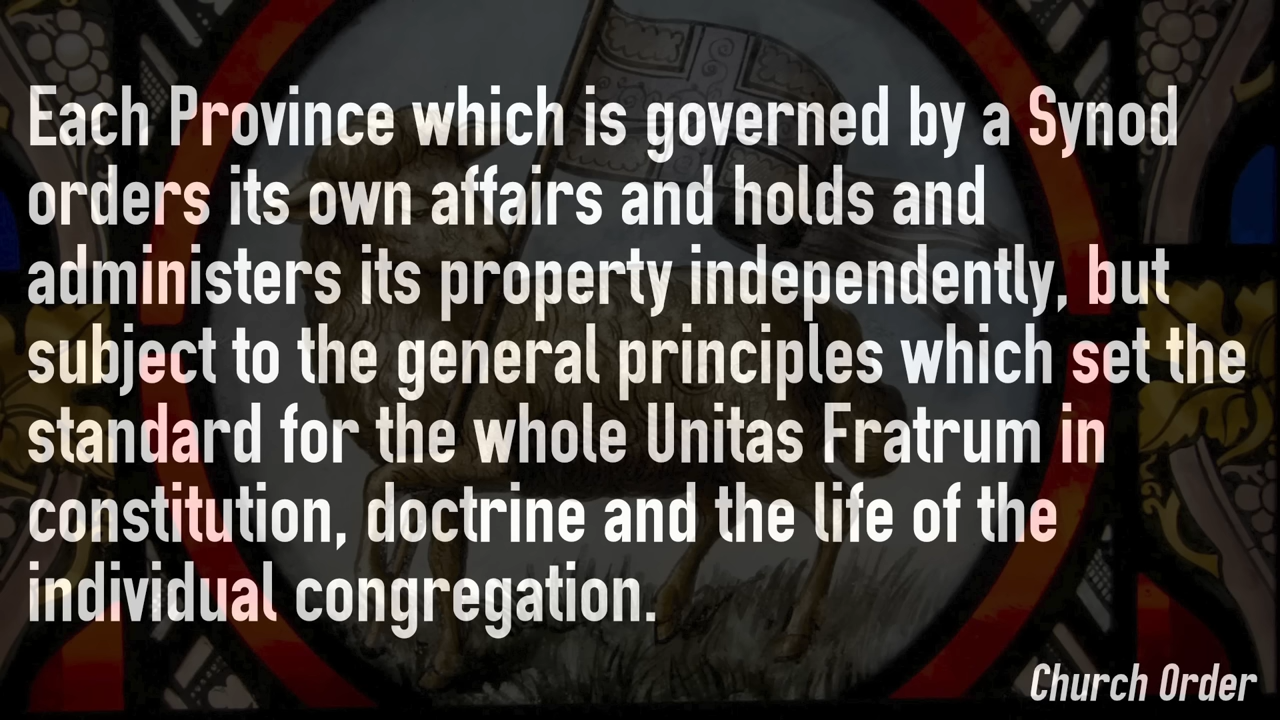 Each Province which is governed by a Synod
orders its own affairs and holds and
administers its property independently, but
subject to the general principles which set the
standard for the whole Unitas Fratrum in
constitution, doctrine and the life of the
individual congregation.
Church Order